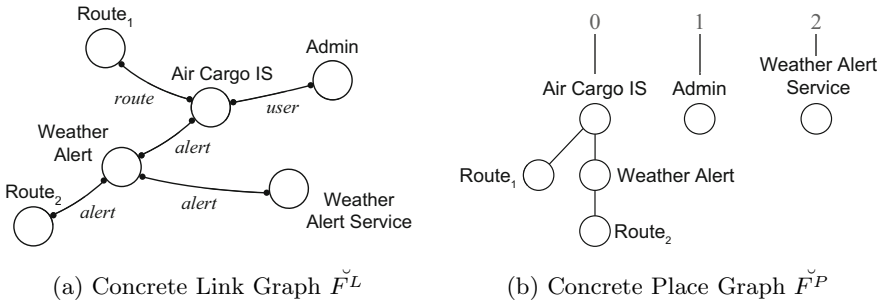 Route₁
Admin
Air Cargo IS
route
user
Weather
Alert
alert
Route₂
alert
alert
Weather
Alert Service
(a) Concrete Link Graph F̆ᴸ
0
1
2
Weather Alert
Service
Air Cargo IS
Admin
Route₁
Weather Alert
Route₂
(b) Concrete Place Graph F̆ᴾ